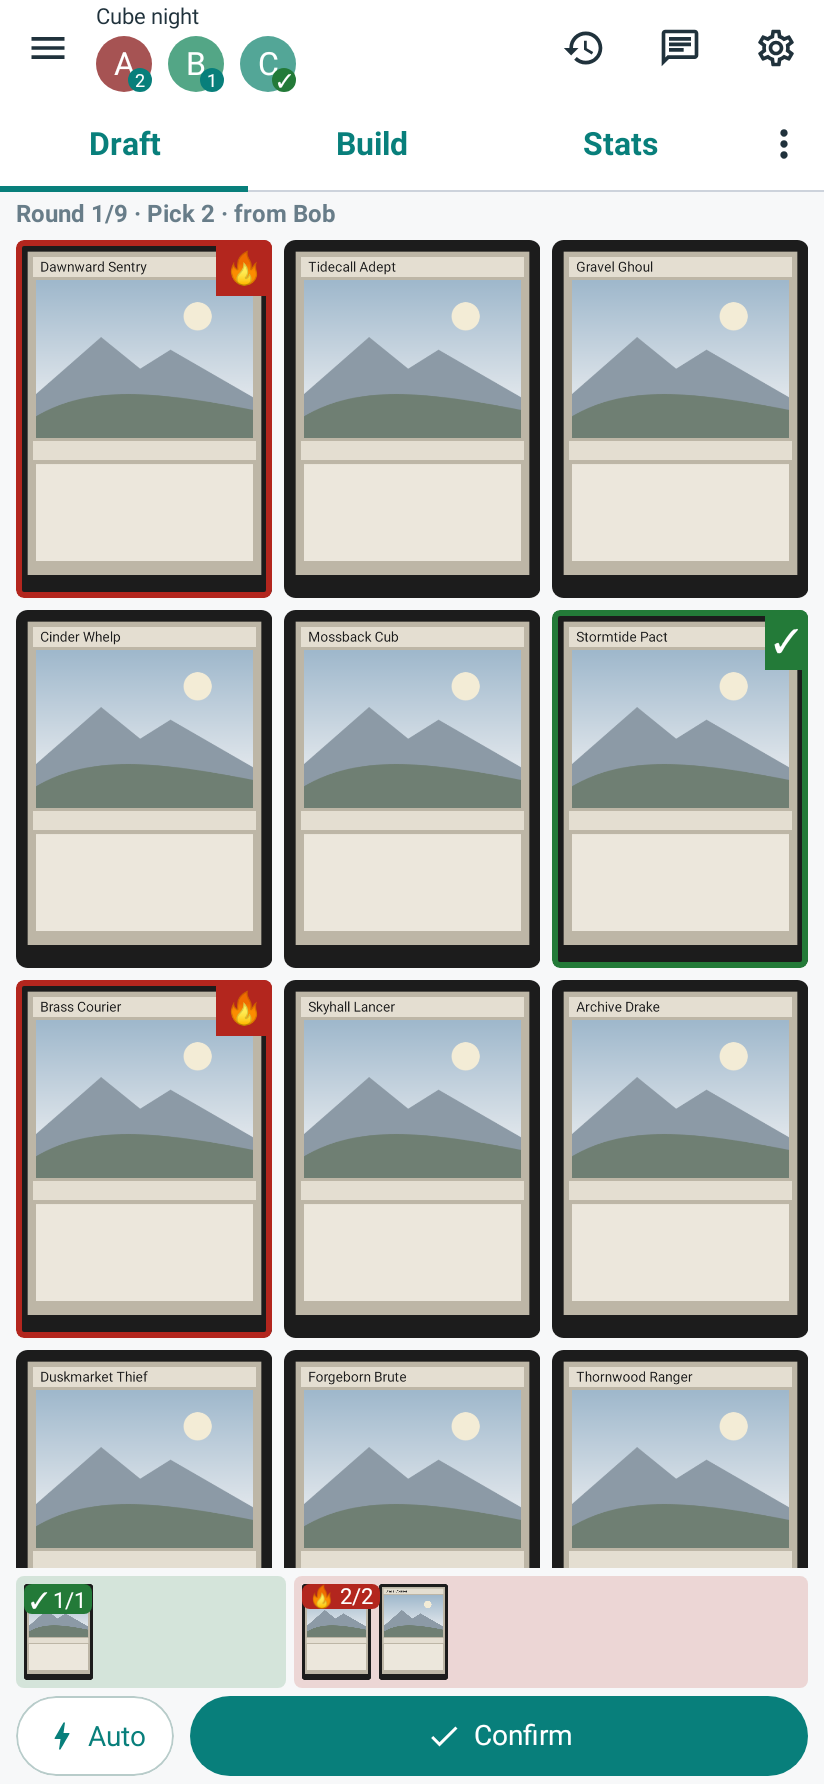 Cube night
A 2 B 1 C ✓
Draft Build Stats
Round 1/9 · Pick 2 · from Bob
Dawnward Sentry
Tidecall Adept
Gravel Ghoul
Cinder Whelp
Mossback Cub
Stormtide Pact
Brass Courier
Skyhall Lancer
Archive Drake
Duskmarket Thief
Forgeborn Brute
Thornwood Ranger
✓ 1/1
🔥 2/2
Auto
Confirm